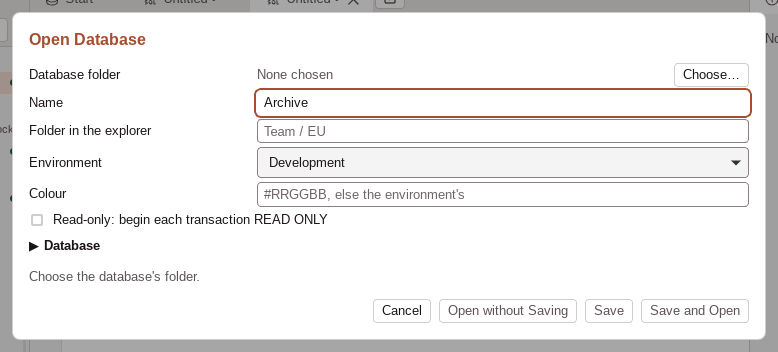 Start
Open Database
Database folder None chosen Choose...
Name Archive
Folder in the explorer Team / EU
Environment Development
Colour #RRGGBB, else the environment's
Read-only: begin each transaction READ ONLY
▶ Database
Choose the database's folder.
Cancel Open without Saving Save Save and Open